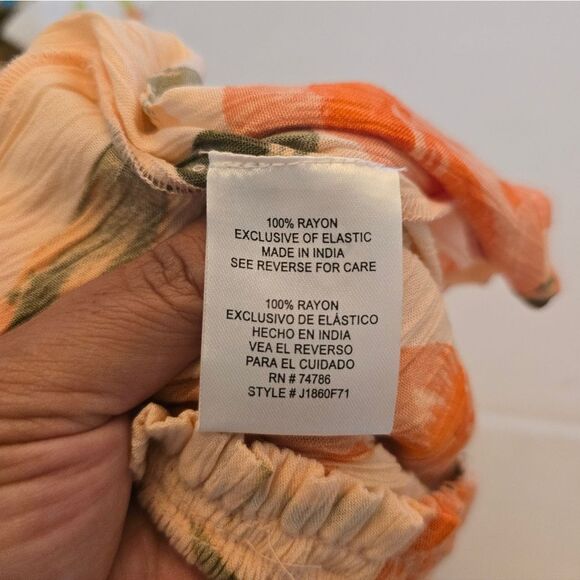 100% RAYON
EXCLUSIVE OF ELASTIC
MADE IN INDIA
SEE REVERSE FOR CARE
100% RAYON
EXCLUSIVO DE ELÁSTICO
HECHO EN INDIA
VEA EL REVERSO
PARA EL CUIDADO
RN # 74786
STYLE # J1860F71